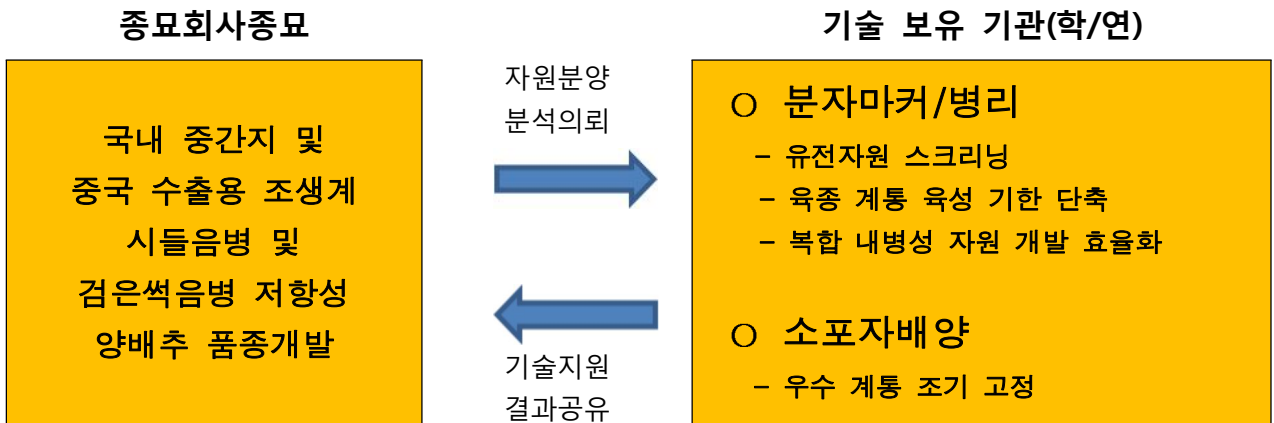 종묘회사종묘
국내 중간지 및
중국 수출용 조생계
시들음병 및
검은썩음병 저항성
양배추 품종개발
자원분양
분석의뢰
기술지원
결과공유
기술 보유 기관(학/연)
○ 분자마커/병리
– 유전자원 스크리닝
– 육종 계통 육성 기한 단축
– 복합 내병성 자원 개발 효율화
○ 소포자배양
– 우수 계통 조기 고정